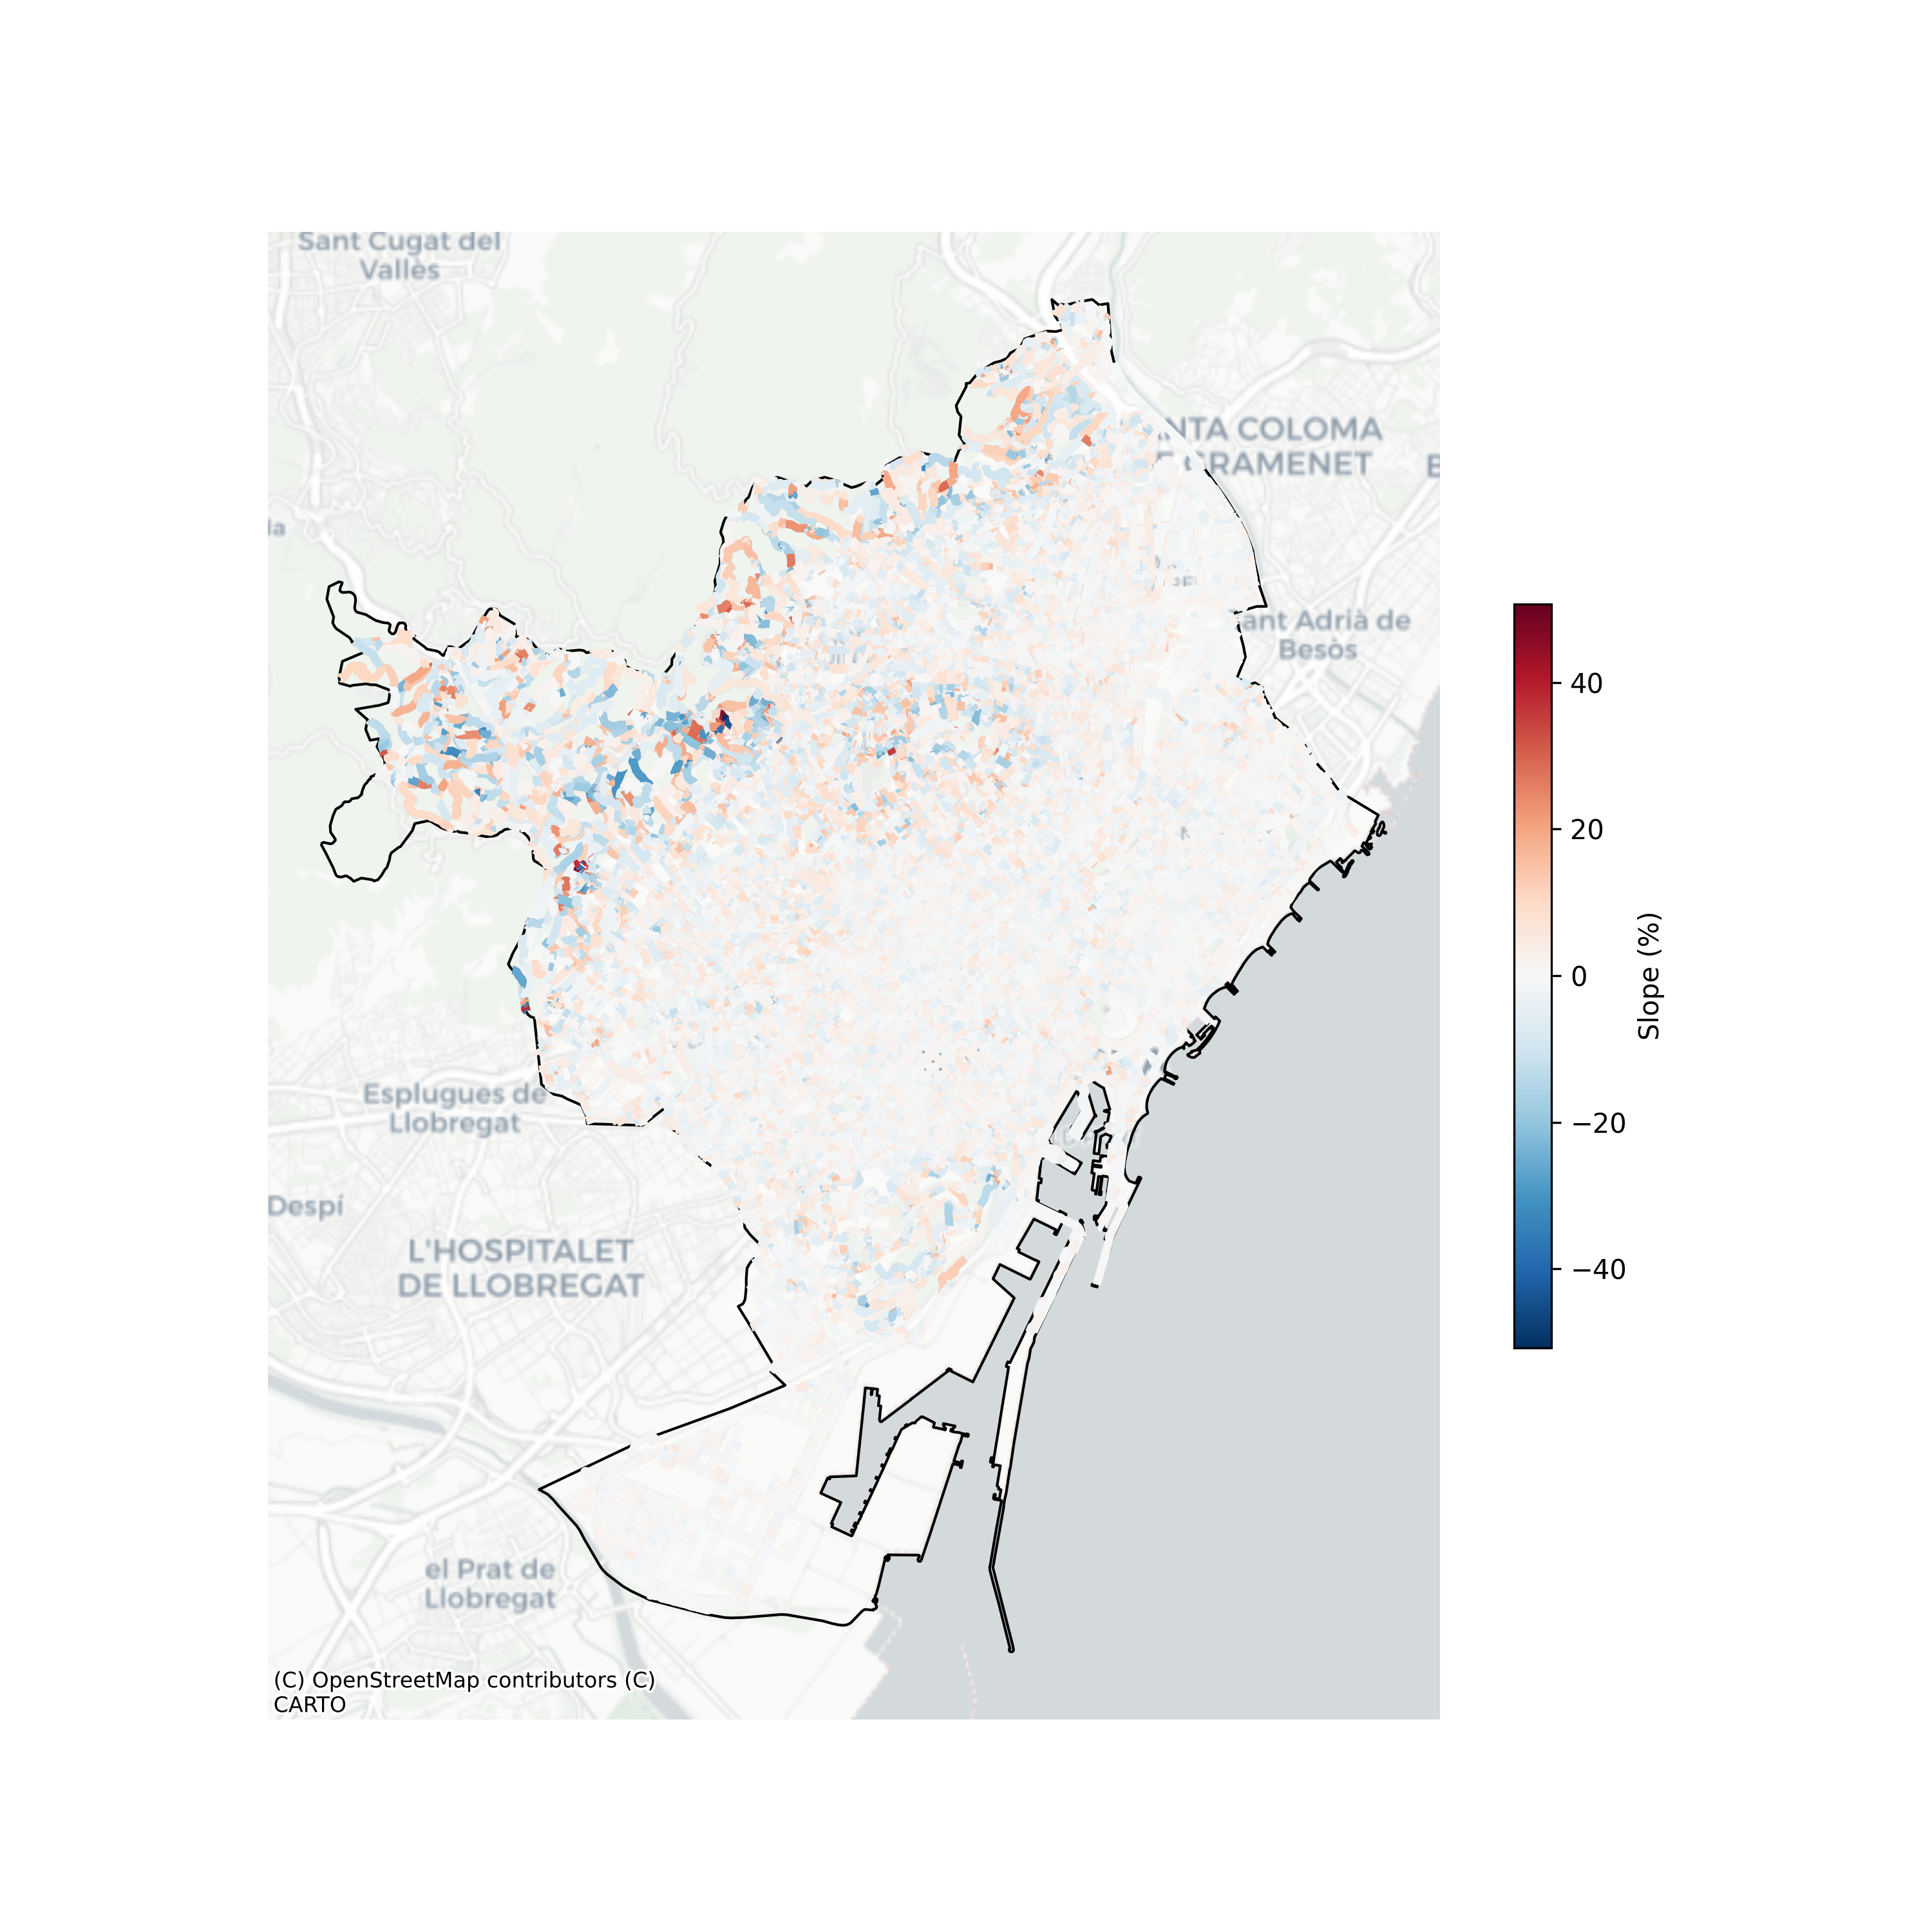 Sant Cugat del
Vallès
NTA COLOMA
GRAMENET
B
la
ant Adrià de
Besòs
40
20
0
−20
−40
Slope (%)
Esplugues de
Llobregat
Despí
L'HOSPITALET
DE LLOBREGAT
el Prat de
Llobregat
(C) OpenStreetMap contributors (C)
CARTO